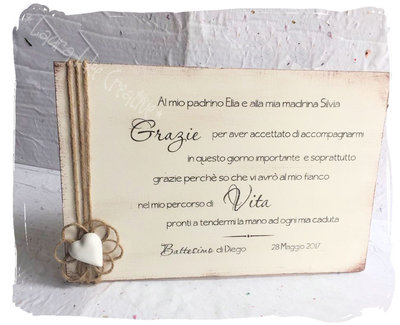 Al mio padrino Elia e alla mia madrina Silvia
Grazie per aver accettato di accompagnarmi
in questo giorno importante e soprattutto
grazie perchè so che vi avrò al mio fianco
nel mio percorso di Vita
pronti a tendermi la mano ad ogni mia caduta
Battesimo di Diego 28 Maggio 2017